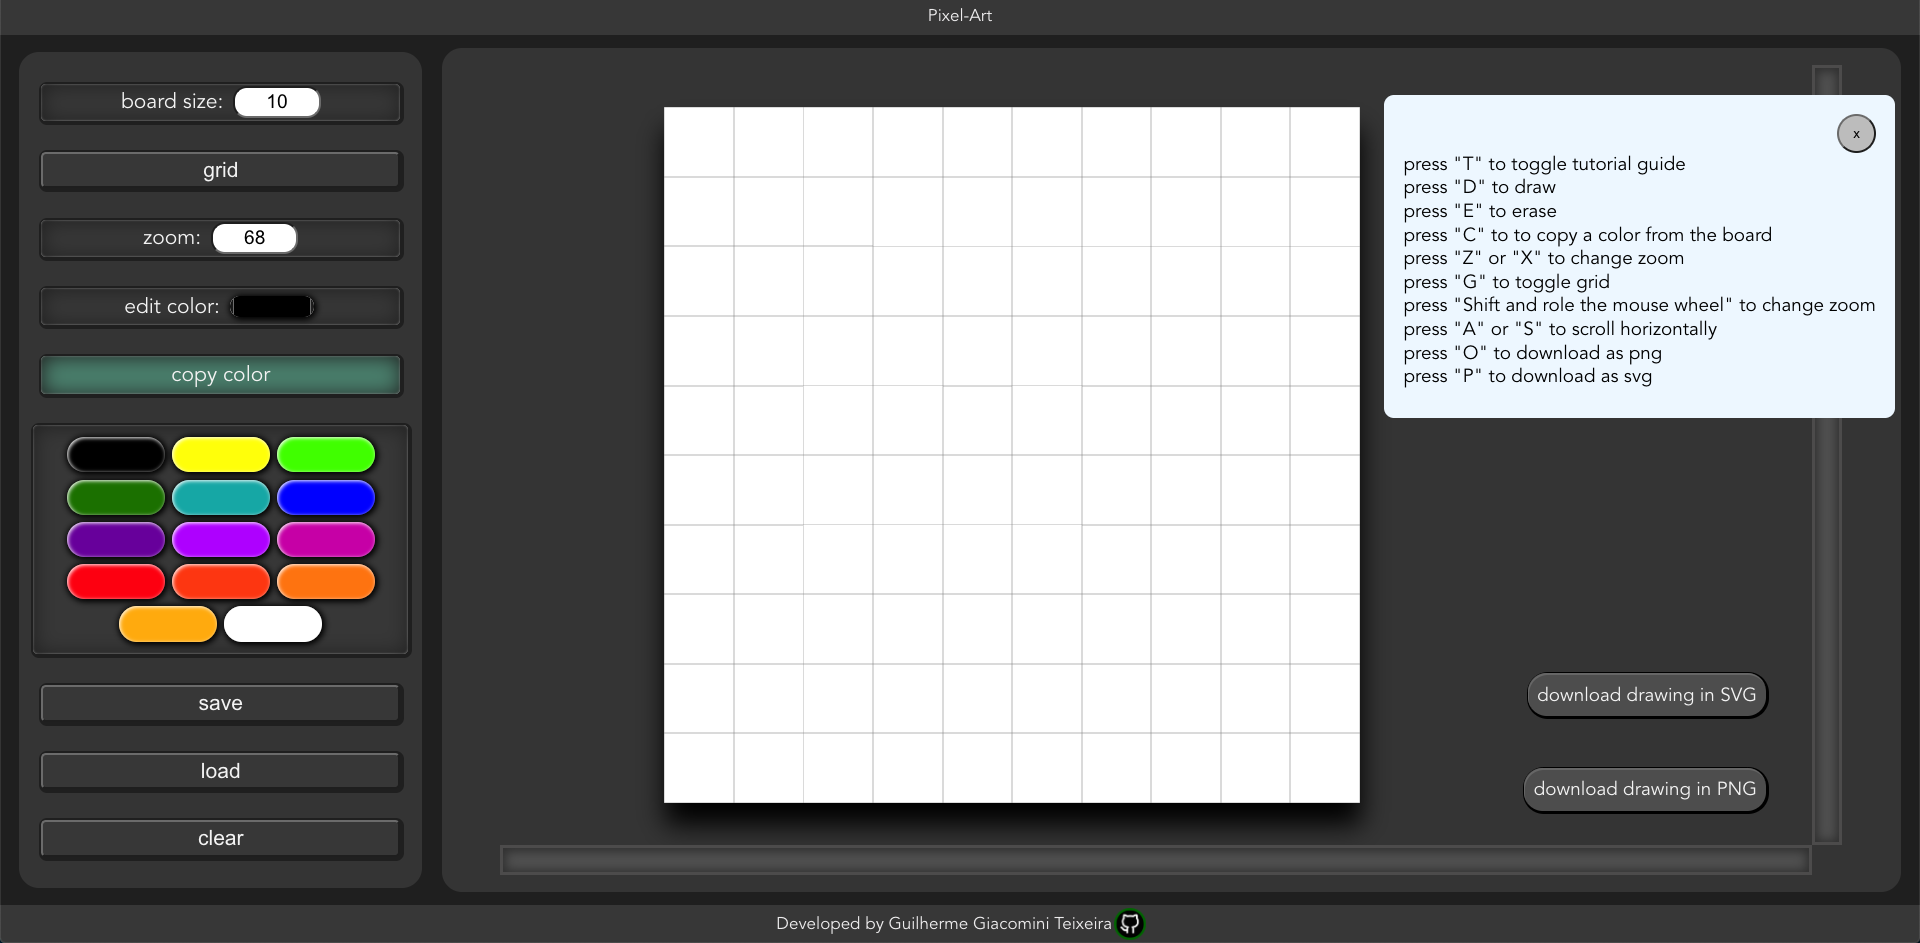 Pixel-Art
board size: 10
grid
zoom: 68
edit color:
copy color
save
load
clear
x
press "T" to toggle tutorial guide
press "D" to draw
press "E" to erase
press "C" to to copy a color from the board
press "Z" or "X" to change zoom
press "G" to toggle grid
press "Shift and role the mouse wheel" to change zoom
press "A" or "S" to scroll horizontally
press "O" to download as png
press "P" to download as svg
download drawing in SVG
download drawing in PNG
Developed by Guilherme Giacomini Teixeira